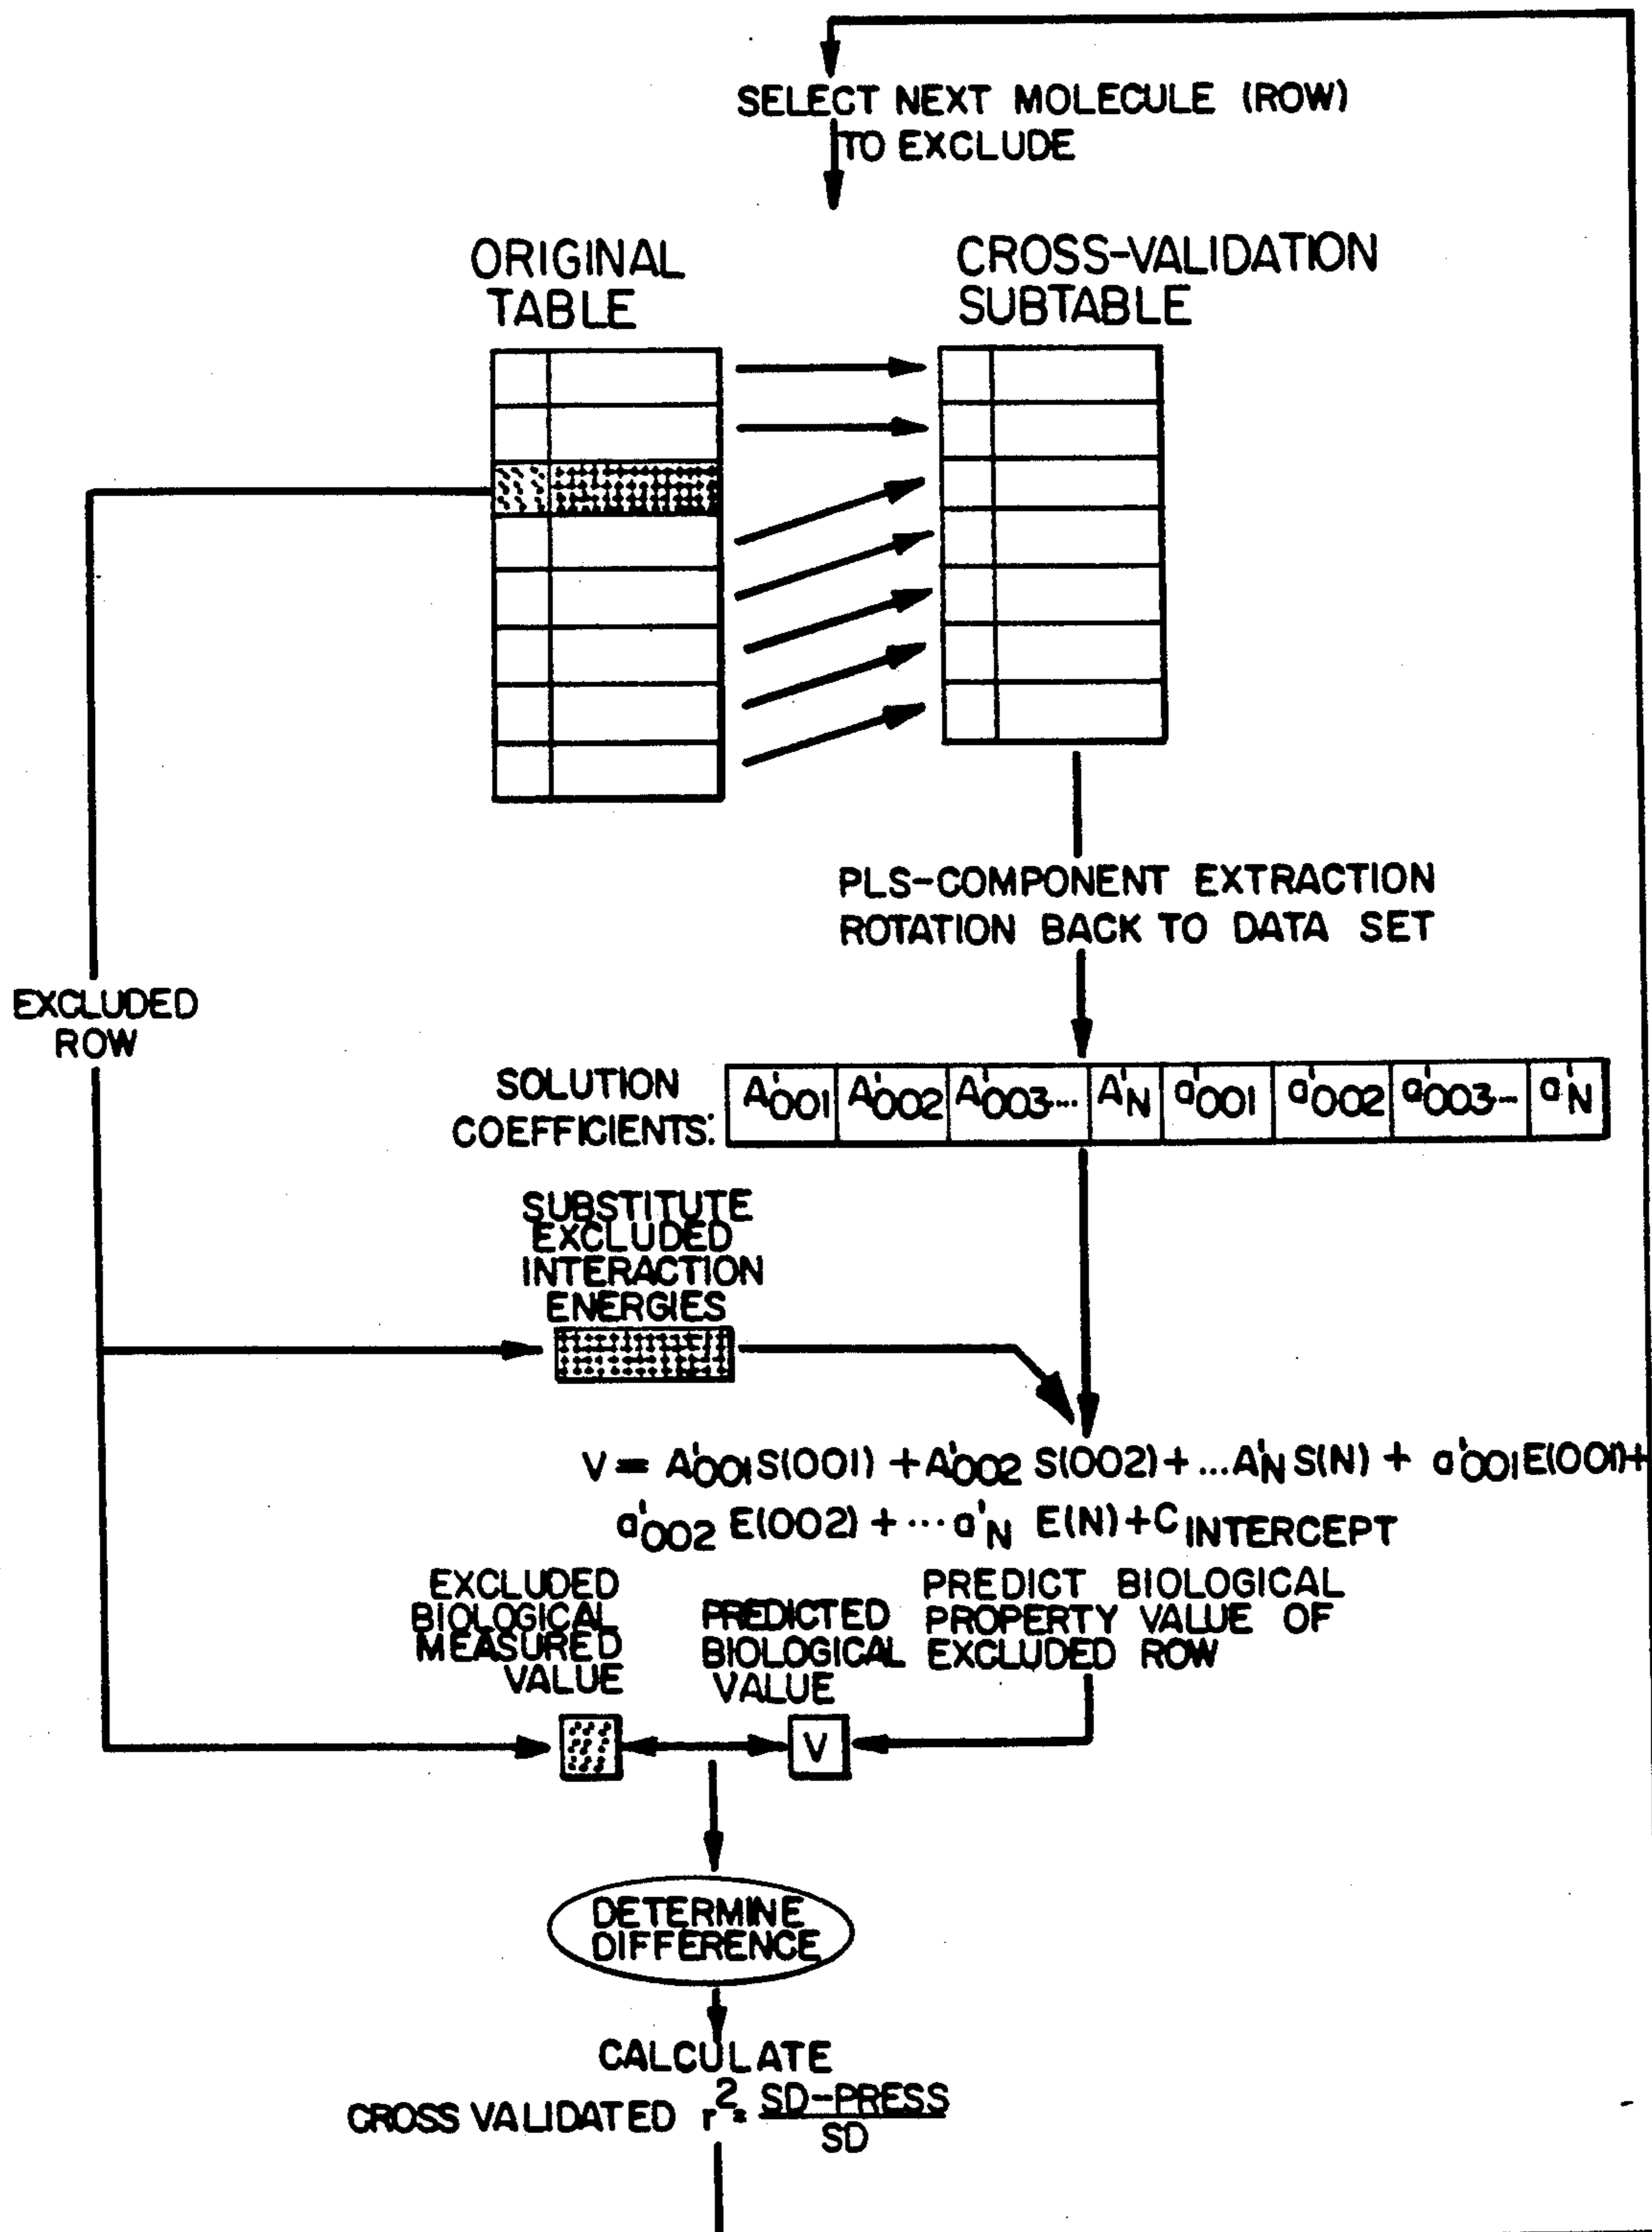 SELECT NEXT MOLECULE (ROW)
TO EXCLUDE
ORIGINAL
TABLE
CROSS-VALIDATION
SUBTABLE
PLS-COMPONENT EXTRACTION
ROTATION BACK TO DATA SET
EXCLUDED
ROW
SOLUTION
COEFFICIENTS:
A'001 A'002 A'003... A'N a'001 a'002 a'003-- a'N
SUBSTITUTE
EXCLUDED
INTERACTION
ENERGIES
V = A'001 S(001) + A'002 S(002) + ... A'N S(N) + a'001 E(001) +
a'002 E(002) + ... a'N E(N) + C INTERCEPT
EXCLUDED
BIOLOGICAL
MEASURED
VALUE
PREDICTED
BIOLOGICAL
VALUE
PREDICT BIOLOGICAL
PROPERTY VALUE OF
EXCLUDED ROW
V
DETERMINE
DIFFERENCE
CALCULATE
CROSS VALIDATED r² = SD-PRESS
SD